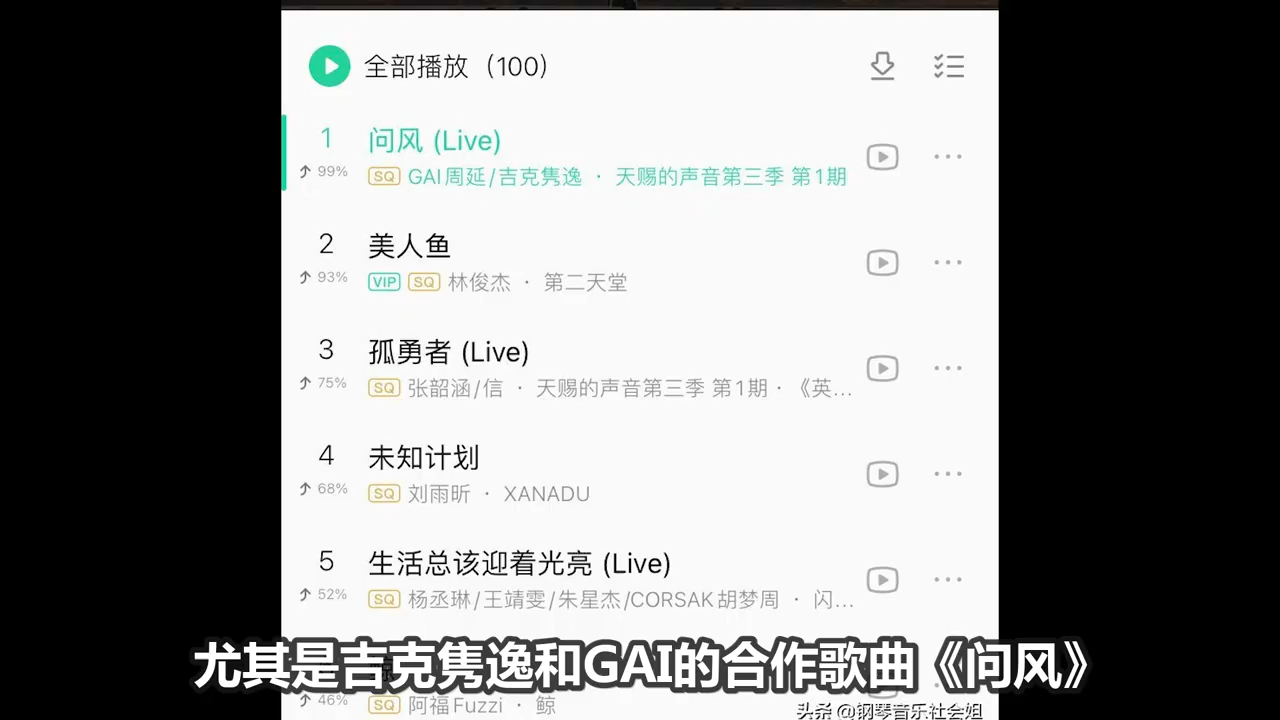 全部播放（100）
1
问风 (Live)
99%
SQ GAI周延/吉克隽逸 · 天赐的声音第三季 第1期
2
美人鱼
93%
VIP SQ 林俊杰 · 第二天堂
3
孤勇者 (Live)
75%
SQ 张韶涵/信 · 天赐的声音第三季 第1期 · 《英...
4
未知计划
68%
SQ 刘雨昕 · XANADU
5
生活总该迎着光亮 (Live)
52%
SQ 杨丞琳/王靖雯/朱星杰/CORSAK胡梦周 · 闪...
尤其是吉克隽逸和GAI的合作歌曲《问风》
46%
SQ 阿福Fuzzi · 鲸
头条 @钢琴音乐社会姐